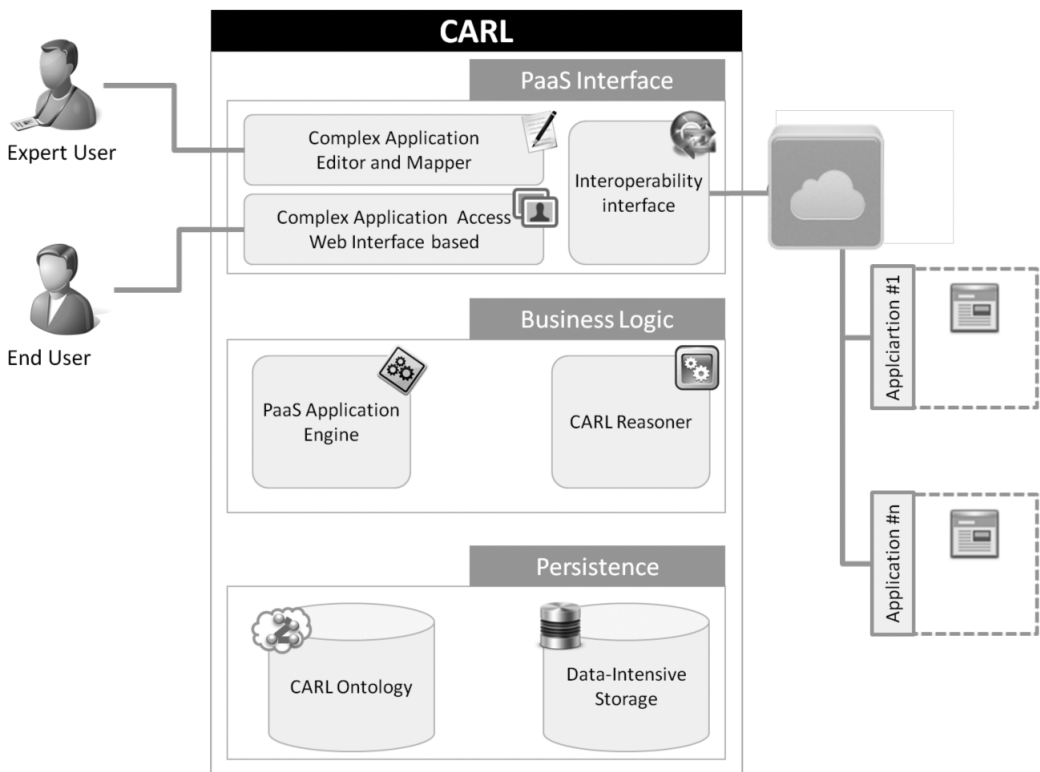 CARL
PaaS Interface
Expert User
Complex Application
Editor and Mapper
Interoperability
interface
Complex Application Access
Web Interface based
End User
Applciartion #1
Business Logic
PaaS Application
Engine
CARL Reasoner
Application #n
Persistence
CARL Ontology
Data-Intensive
Storage